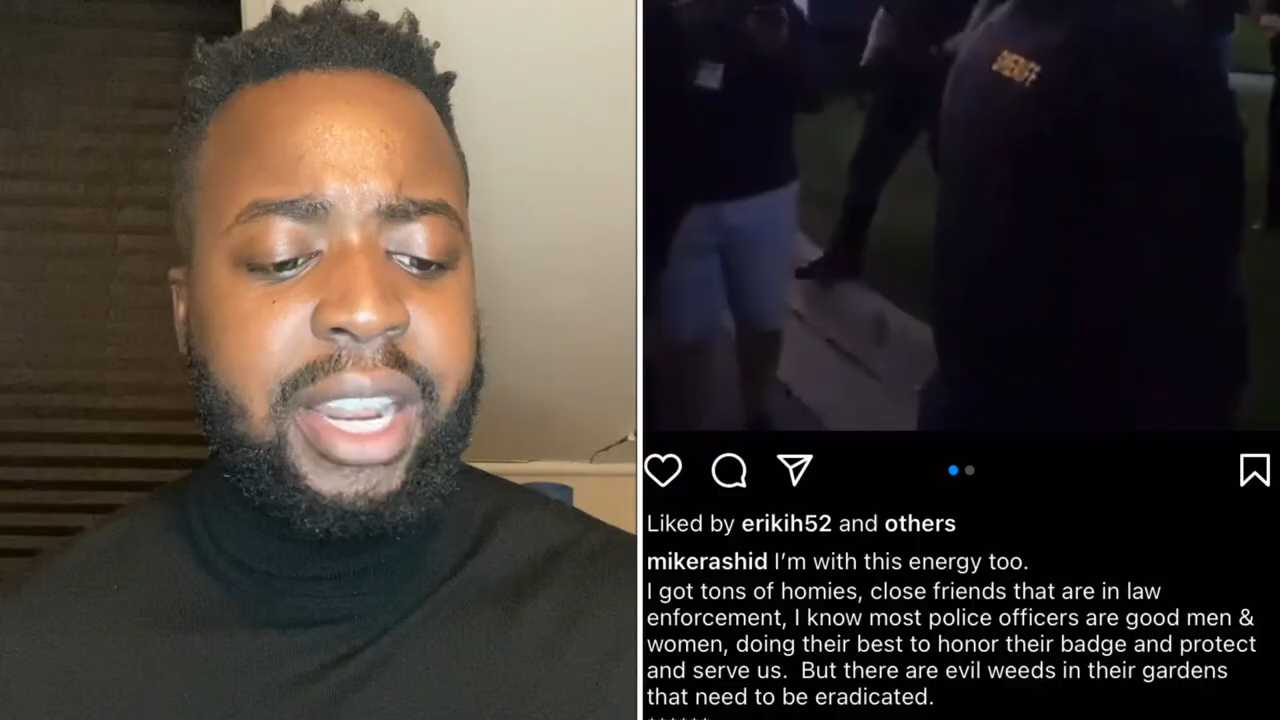 SHERIFF
Liked by erikih52 and others
mikerashid I’m with this energy too.
I got tons of homies, close friends that are in law
enforcement, I know most police officers are good men &
women, doing their best to honor their badge and protect
and serve us.  But there are evil weeds in their gardens
that need to be eradicated.